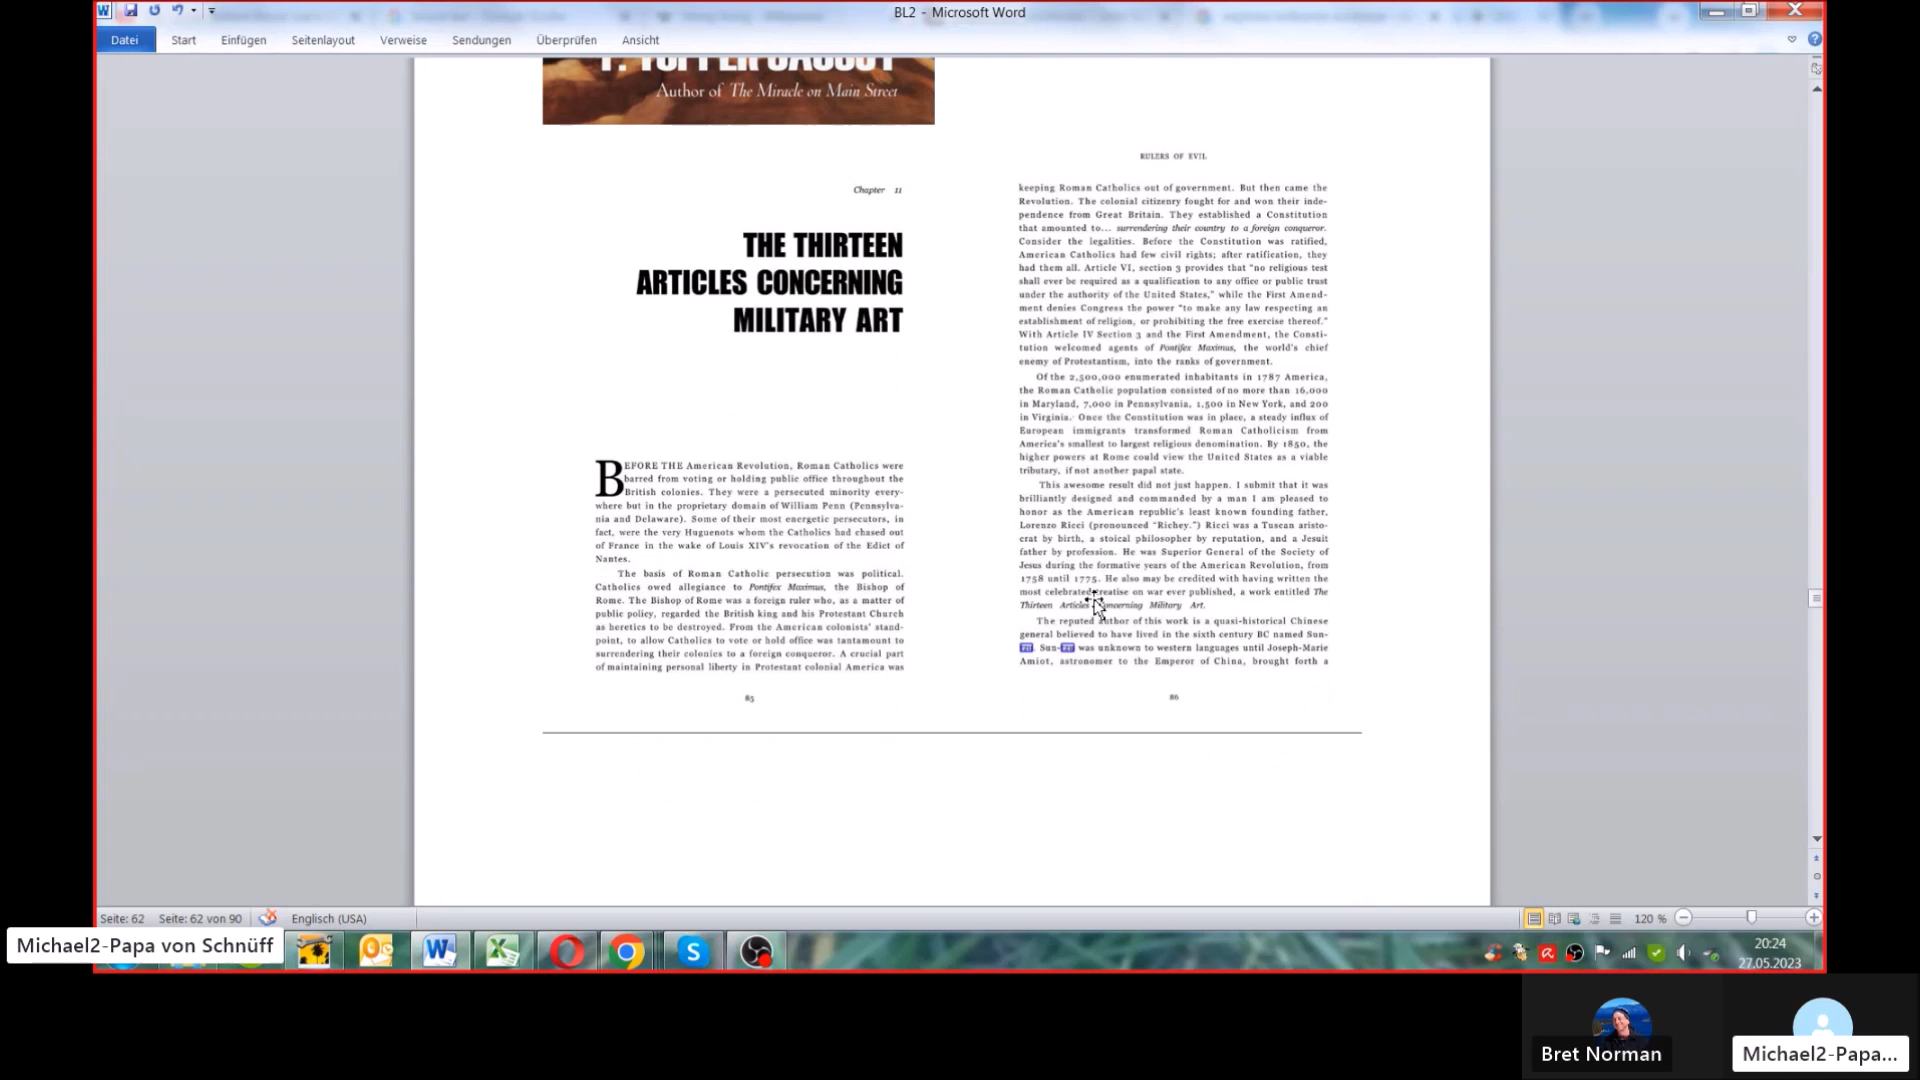 BL2 - Microsoft Word
Datei Start Einfügen Seitenlayout Verweise Sendungen Überprüfen Ansicht
Author of The Miracle on Main Street
Chapter 11
THE THIRTEEN
ARTICLES CONCERNING
MILITARY ART
BEFORE THE American Revolution, Roman Catholics were
barred from voting or holding public office throughout the
British colonies. They were a persecuted minority every-
where but in the proprietary domain of William Penn (Pennsylva-
nia and Delaware). Some of their most energetic persecutors, in
fact, were the very Huguenots whom the Catholics had chased out
of France in the wake of Louis XIV's revocation of the Edict of
Nantes.
The basis of Roman Catholic persecution was political.
Catholics owed allegiance to Pontifex Maximus, the Bishop of
Rome. The Bishop of Rome was a foreign ruler who, as a matter of
public policy, regarded the British king and his Protestant Church
as heretics to be destroyed. From the American colonists' stand-
point, to allow Catholics to vote or hold office was tantamount to
surrendering their colonies to a foreign conqueror. A crucial part
of maintaining personal liberty in Protestant colonial America was
85
RULERS OF EVIL
keeping Roman Catholics out of government. But then came the
Revolution. The colonial citizenry fought for and won their inde-
pendence from Great Britain. They established a Constitution
that amounted to... surrendering their country to a foreign conqueror.
Consider the legalities. Before the Constitution was ratified,
American Catholics had few civil rights; after ratification, they
had them all. Article VI, section 3 provides that "no religious test
shall ever be required as a qualification to any office or public trust
under the authority of the United States," while the First Amend-
ment denies Congress the power "to make any law respecting an
establishment of religion, or prohibiting the free exercise thereof."
With Article IV Section 3 and the First Amendment, the Consti-
tution welcomed agents of Pontifex Maximus, the world's chief
enemy of Protestantism, into the ranks of government.
Of the 2,500,000 enumerated inhabitants in 1787 America,
the Roman Catholic population consisted of no more than 16,000
in Maryland, 7,000 in Pennsylvania, 1,500 in New York, and 200
in Virginia. Once the Constitution was in place, a steady influx of
European immigrants transformed Roman Catholicism from
America's smallest to largest religious denomination. By 1850, the
higher powers at Rome could view the United States as a viable
tributary, if not another papal state.
This awesome result did not just happen. I submit that it was
brilliantly designed and commanded by a man I am pleased to
honor as the American republic's least known founding father,
Lorenzo Ricci (pronounced "Richey.") Ricci was a Tuscan aristo-
crat by birth, a stoical philosopher by reputation, and a Jesuit
father by profession. He was Superior General of the Society of
Jesus during the formative years of the American Revolution, from
1758 until 1775. He also may be credited with having written the
most celebrated treatise on war ever published, a work entitled The
Thirteen Articles Concerning Military Art.
The reputed author of this work is a quasi-historical Chinese
general believed to have lived in the sixth century BC named Sun-
Sun- was unknown to western languages until Joseph-Marie
Amiot, astronomer to the Emperor of China, brought forth a
86
Seite: 62 Seite: 62 von 90 Englisch (USA) 120 %
Michael2-Papa von Schnüff
20:24
27.05.2023
Bret Norman
Michael2-Papa...